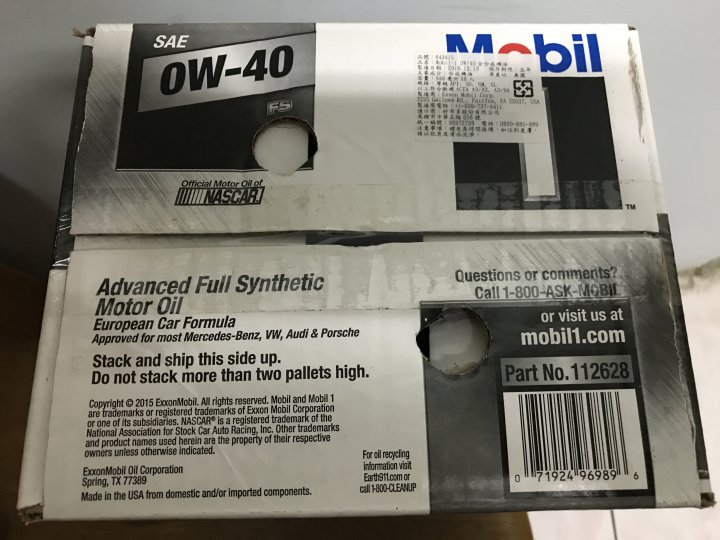 SAE
0W-40
FS
Mobil
Official Motor Oil of
NASCAR.
TM
Exxon Mobil Corp.
Advanced Full Synthetic
Motor Oil
European Car Formula
Approved for most Mercedes-Benz, VW, Audi & Porsche
Stack and ship this side up.
Do not stack more than two pallets high.
Copyright © 2015 ExxonMobil. All rights reserved. Mobil and Mobil 1
are trademarks or registered trademarks of Exxon Mobil Corporation
or one of its subsidiaries. NASCAR® is a registered trademark of the
National Association for Stock Car Auto Racing, Inc. Other trademarks
and product names used herein are the property of their respective
owners unless otherwise indicated.
ExxonMobil Oil Corporation
Spring, TX 77389
Made in the USA from domestic and/or imported components.
For oil recycling
information visit
Earth911.com or
call 1-800-CLEANUP
Questions or comments?
Call 1-800-ASK-MOBIL
or visit us at
mobil1.com
Part No. 112628
0 71924 96989 6